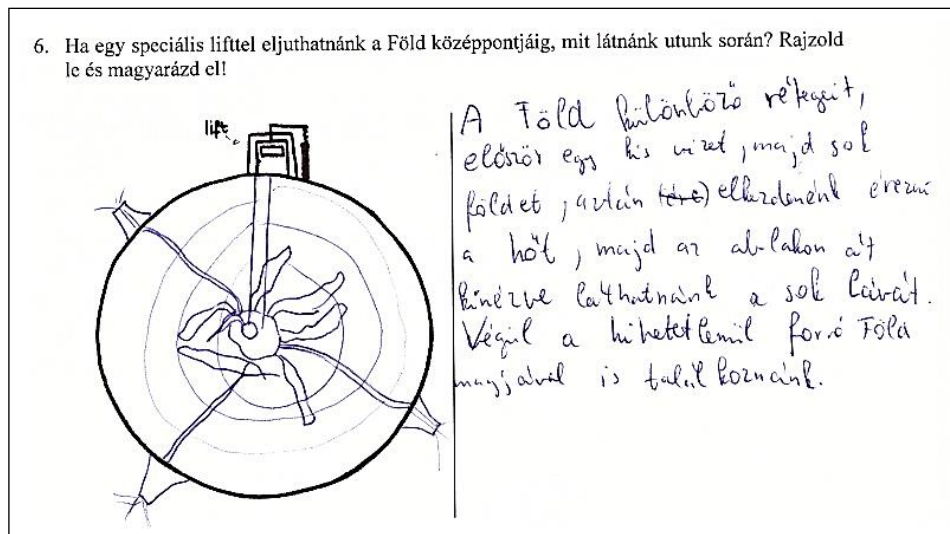 6. Ha egy speciális lifttel eljuthatnánk a Föld középpontjáig, mit látnánk utunk során? Rajzold
le és magyarázd el!
lift
A Föld különböző rétegeit,
először egy kis vizet, majd sok
földet, aztán elkezdenénk érezni
a hőt, majd az ablakon át
kinézve láthatnánk a sok lávát.
Végül a hihetetlenül forró Föld
magjával is találkoznánk.